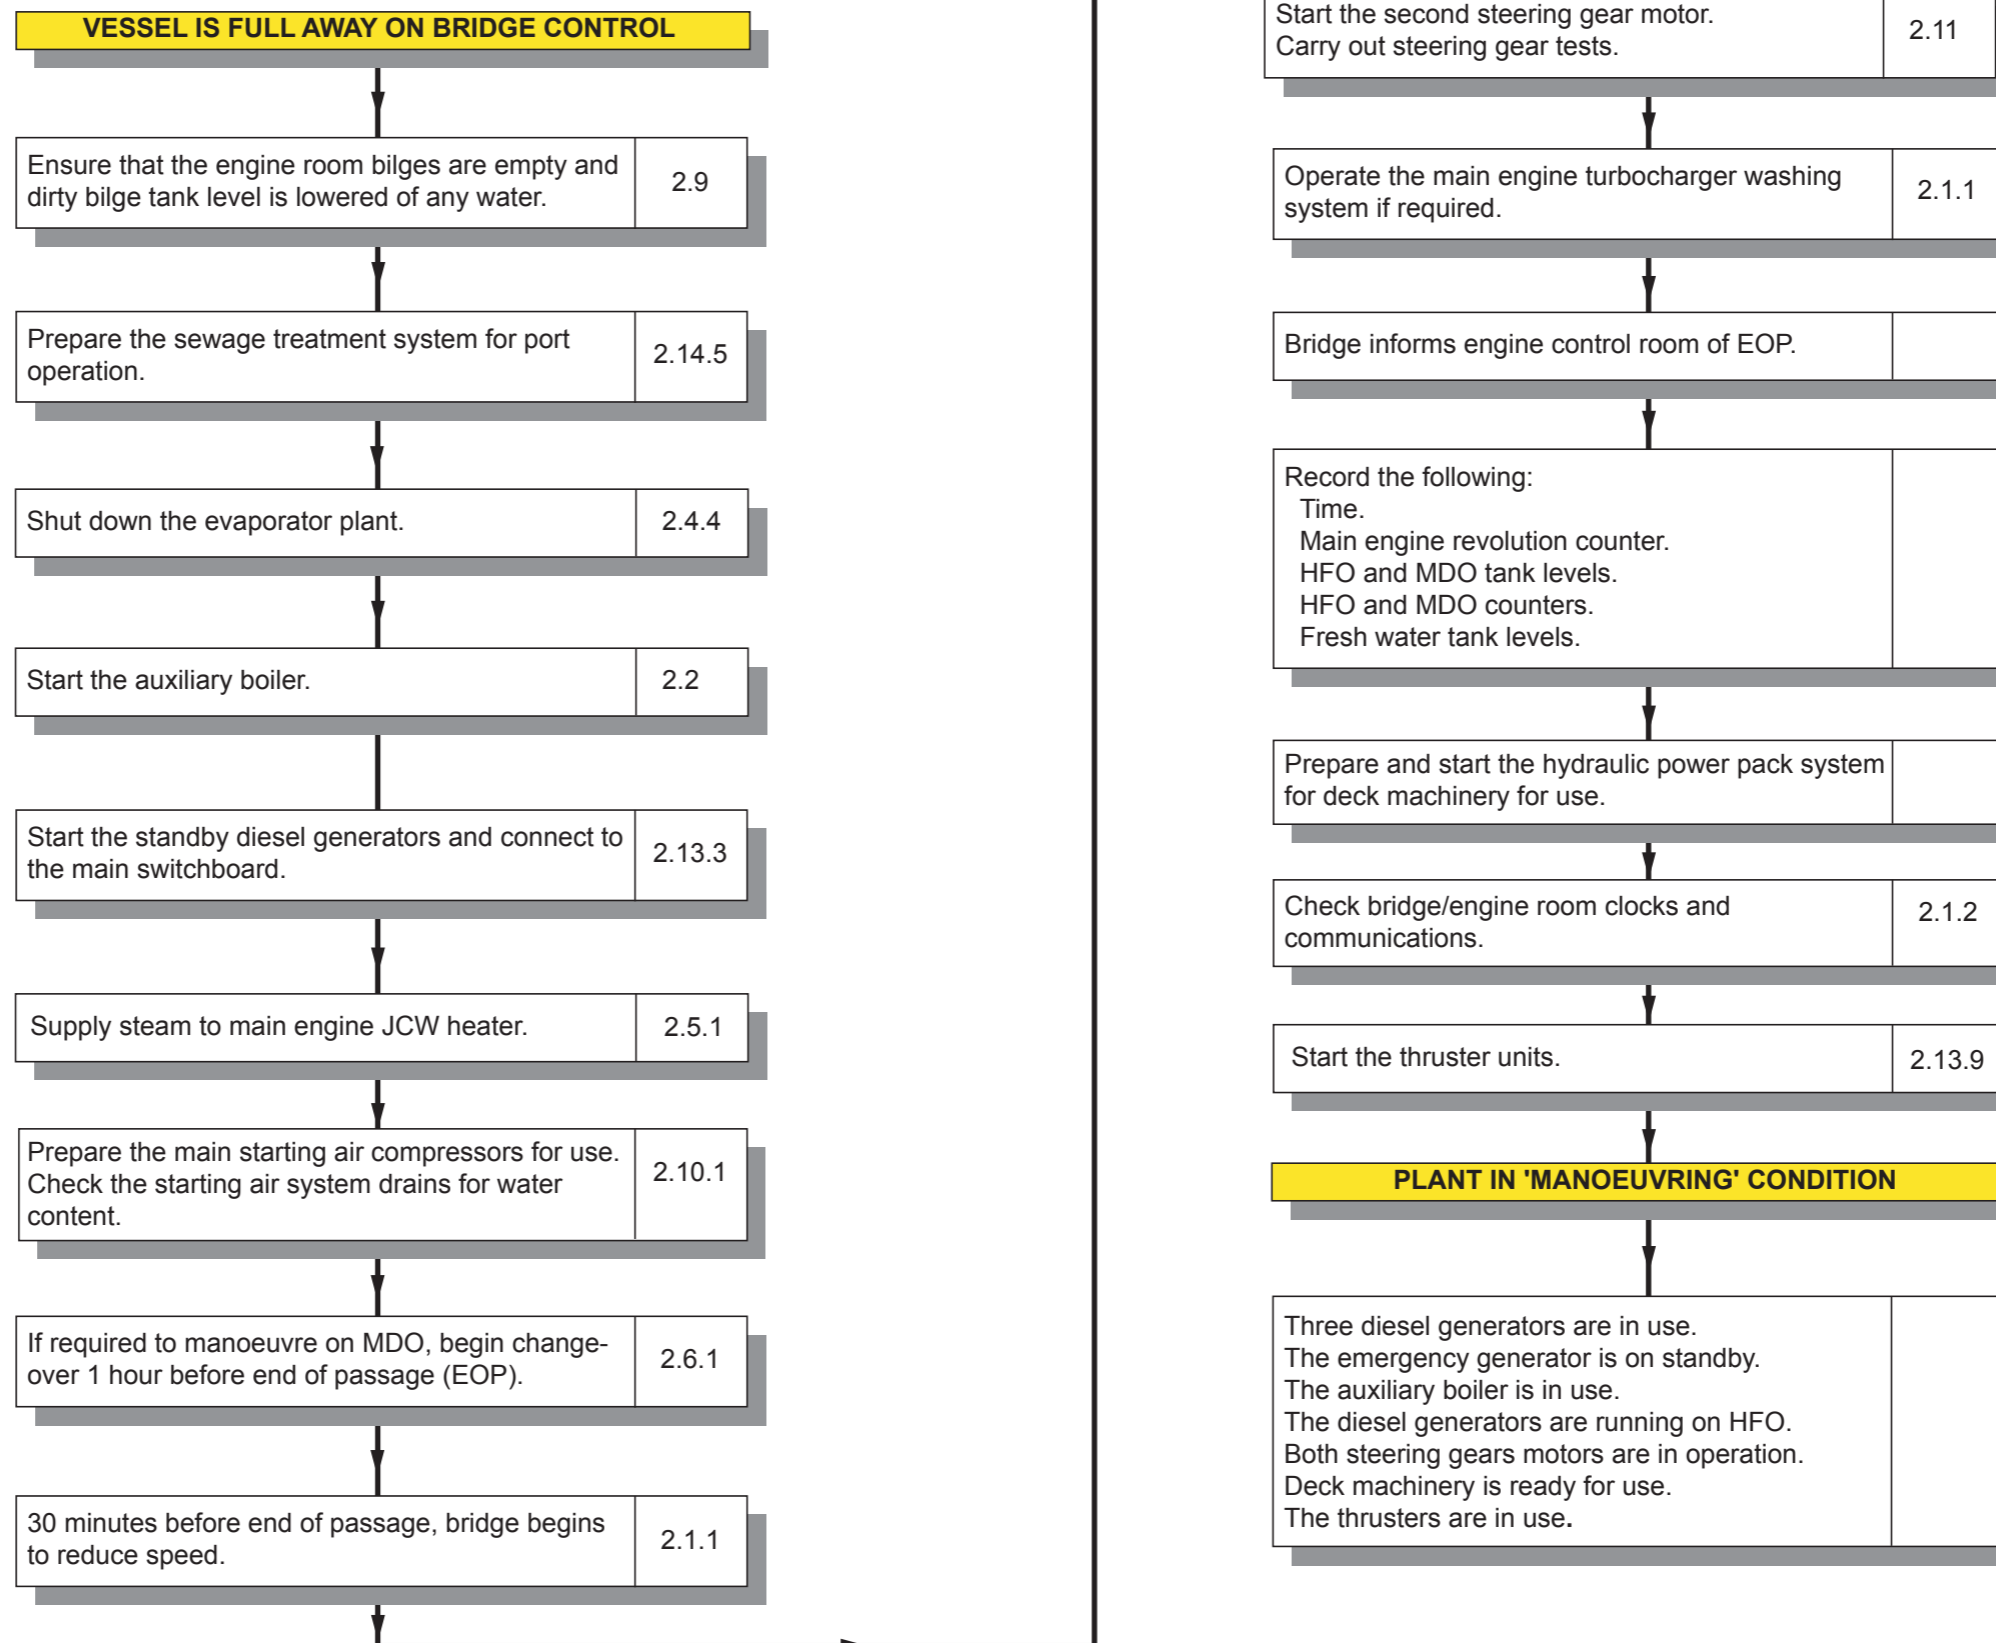 VESSEL IS FULL AWAY ON BRIDGE CONTROL
Ensure that the engine room bilges are empty and
dirty bilge tank level is lowered of any water.
2.9
Prepare the sewage treatment system for port
operation.
2.14.5
Shut down the evaporator plant.
2.4.4
Start the auxiliary boiler.
2.2
Start the standby diesel generators and connect to
the main switchboard.
2.13.3
Supply steam to main engine JCW heater.
2.5.1
Prepare the main starting air compressors for use.
Check the starting air system drains for water
content.
2.10.1
If required to manoeuvre on MDO, begin change-
over 1 hour before end of passage (EOP).
2.6.1
30 minutes before end of passage, bridge begins
to reduce speed.
2.1.1
Start the second steering gear motor.
Carry out steering gear tests.
2.11
Operate the main engine turbocharger washing
system if required.
2.1.1
Bridge informs engine control room of EOP.
Record the following:
Time.
Main engine revolution counter.
HFO and MDO tank levels.
HFO and MDO counters.
Fresh water tank levels.
Prepare and start the hydraulic power pack system
for deck machinery for use.
Check bridge/engine room clocks and
communications.
2.1.2
Start the thruster units.
2.13.9
PLANT IN 'MANOEUVRING' CONDITION
Three diesel generators are in use.
The emergency generator is on standby.
The auxiliary boiler is in use.
The diesel generators are running on HFO.
Both steering gears motors are in operation.
Deck machinery is ready for use.
The thrusters are in use.